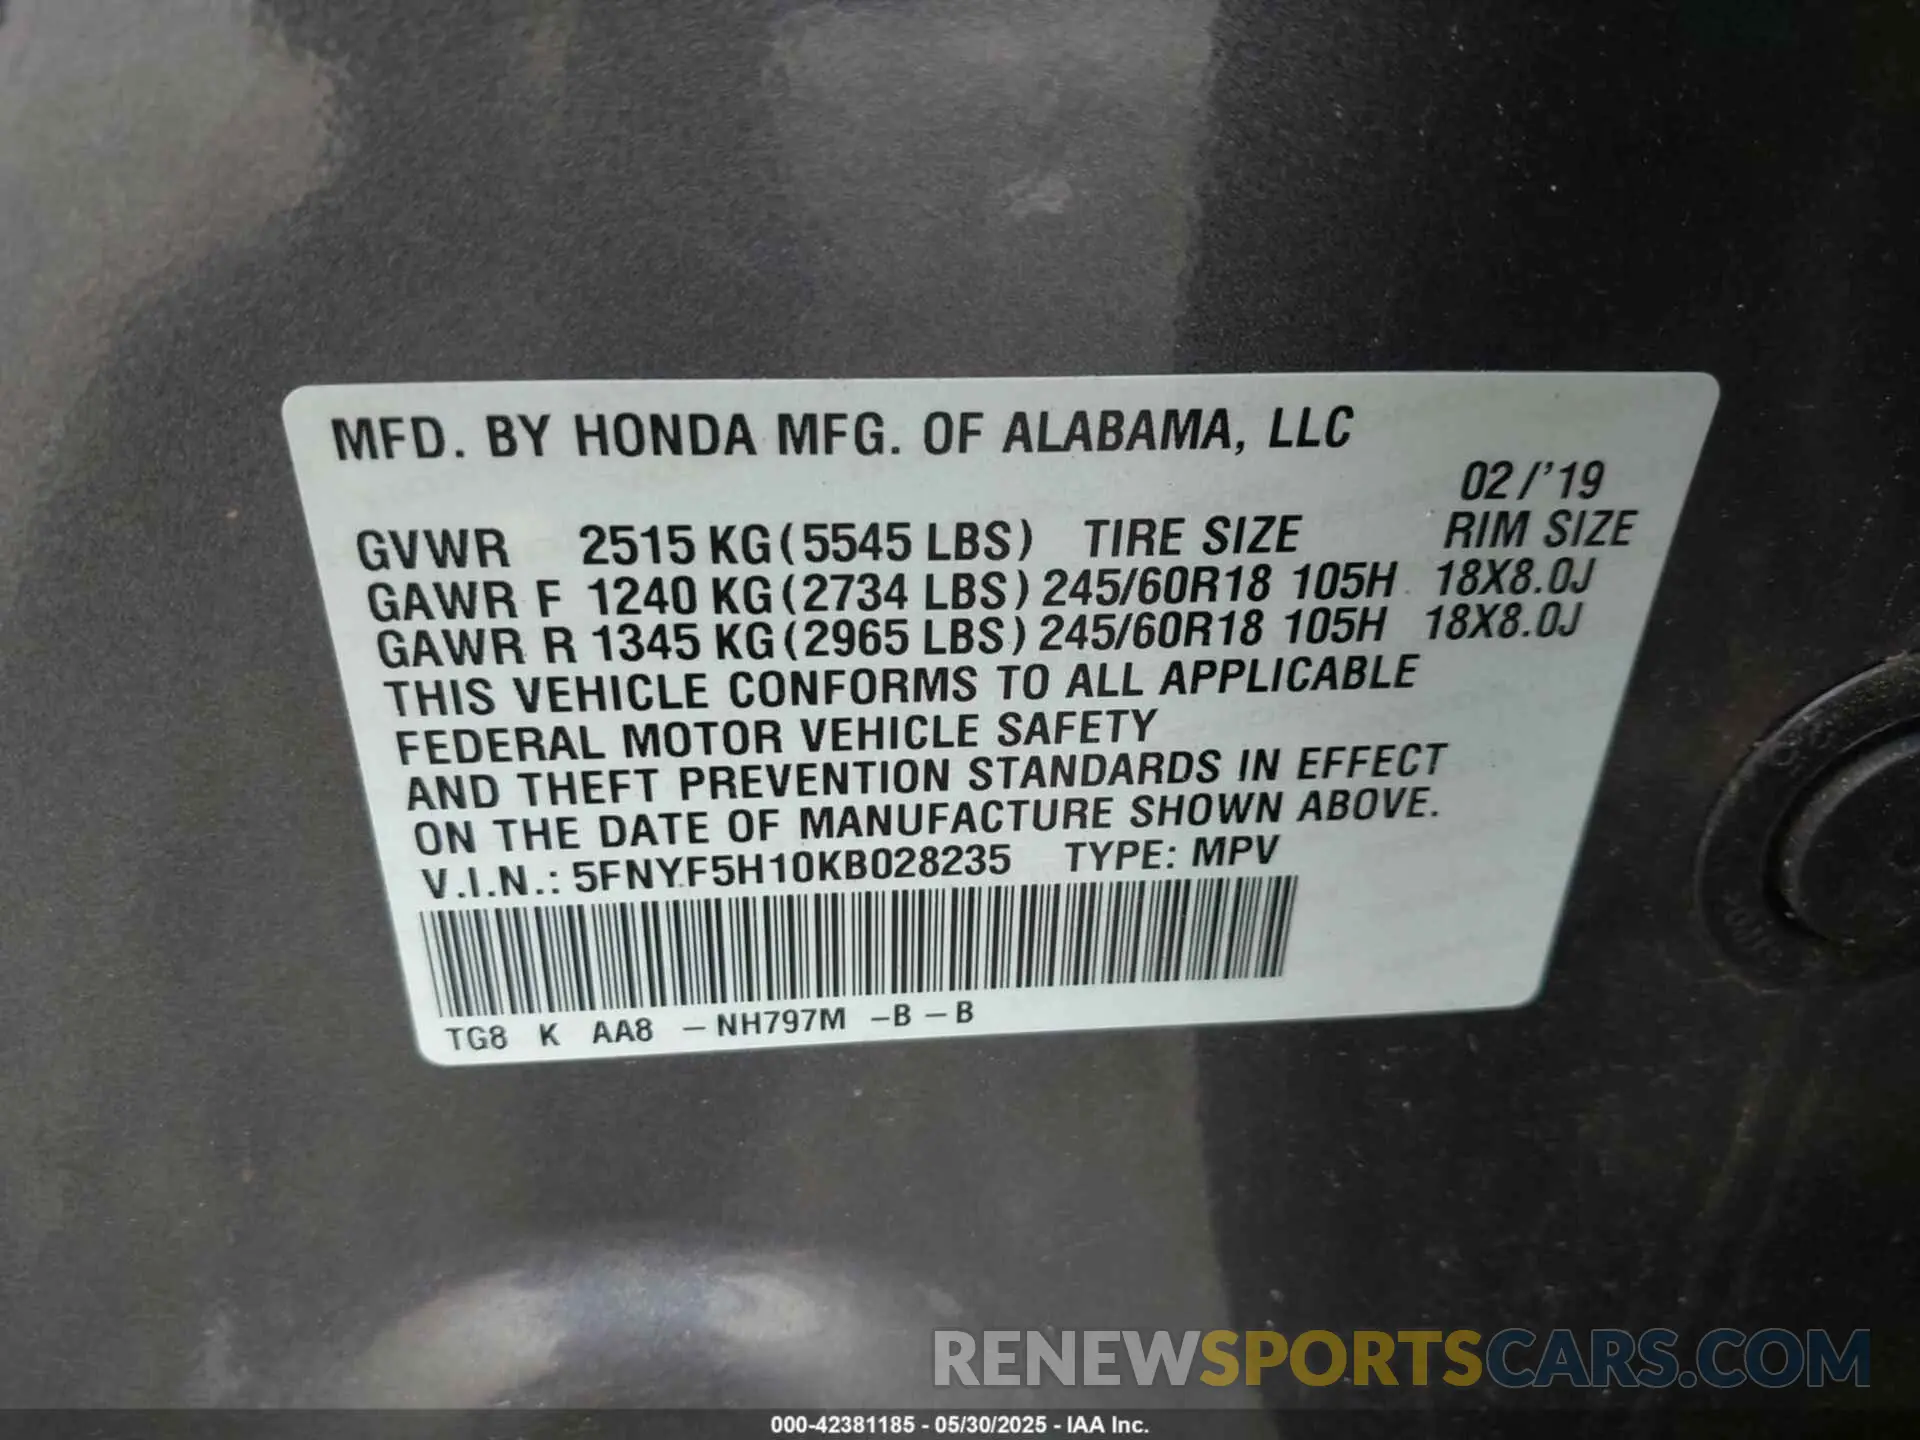 MFD. BY HONDA MFG. OF ALABAMA, LLC
02/'19
GVWR 2515 KG (5545 LBS) TIRE SIZE RIM SIZE
GAWR F 1240 KG (2734 LBS) 245/60R18 105H 18X8.0J
GAWR R 1345 KG (2965 LBS) 245/60R18 105H 18X8.0J
THIS VEHICLE CONFORMS TO ALL APPLICABLE
FEDERAL MOTOR VEHICLE SAFETY
AND THEFT PREVENTION STANDARDS IN EFFECT
ON THE DATE OF MANUFACTURE SHOWN ABOVE.
V.I.N.: 5FNYF5H10KB028235 TYPE: MPV
TG8 K AA8 – NH797M – B – B
RENEWSPORTSCARS.COM
000-42381185 - 05/30/2025 - IAA Inc.